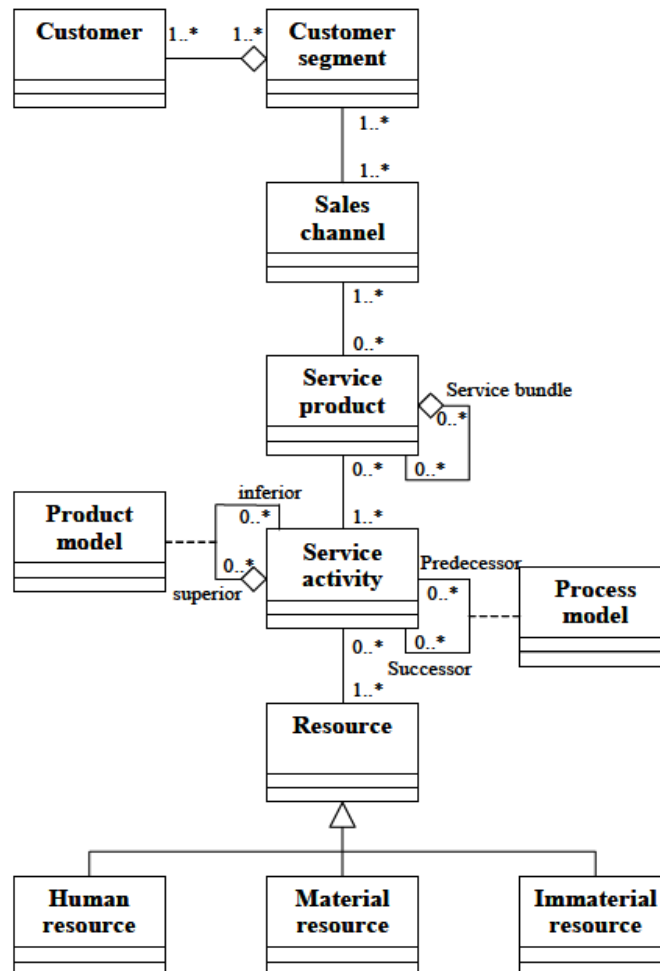 Customer
1..*
1..*
Customer
segment
1..*
1..*
Sales
channel
1..*
0..*
Service
product
Service bundle
0..*
0..*
0..*
inferior
0..*
1..*
Product
model
Service
activity
0..*
superior
Predecessor
0..*
Process
model
0..*
0..*
Successor
1..*
Resource
Human
resource
Material
resource
Immaterial
resource